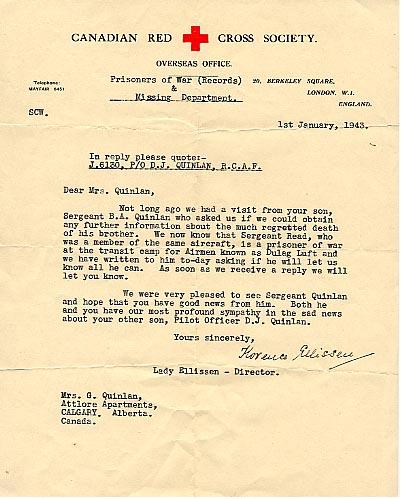 CANADIAN RED CROSS SOCIETY.
OVERSEAS OFFICE.
Telephone:
MAYFAIR 6451
Prisoners of War (Records)
&
Missing Department.
20, BERKELEY SQUARE,
LONDON, W.1.
ENGLAND.
SCW.
1st January, 1943.
In reply please quote:-
J.6130, P/O D.J. QUINLAN, R.C.A.F.
Dear Mrs. Quinlan,
Not long ago we had a visit from your son,
Sergeant B.A. Quinlan who asked us if we could obtain
any further information about the much regretted death
of his brother. We now know that Sergeant Read, who
was a member of the same aircraft, is a prisoner of war
at the transit camp for Airmen known as Dulag Luft and
we have written to him to-day asking if he will let us
know all he can. As soon as we receive a reply we will
let you know.
We were very pleased to see Sergeant Quinlan
and hope that you have good news from him. Both he
and you have our most profound sympathy in the sad news
about your other son, Pilot Officer D.J. Quinlan.
Yours sincerely,
Florence Ellissen
Lady Ellissen - Director.
Mrs. G. Quinlan,
Attlore Apartments,
CALGARY. Alberta.
Canada.